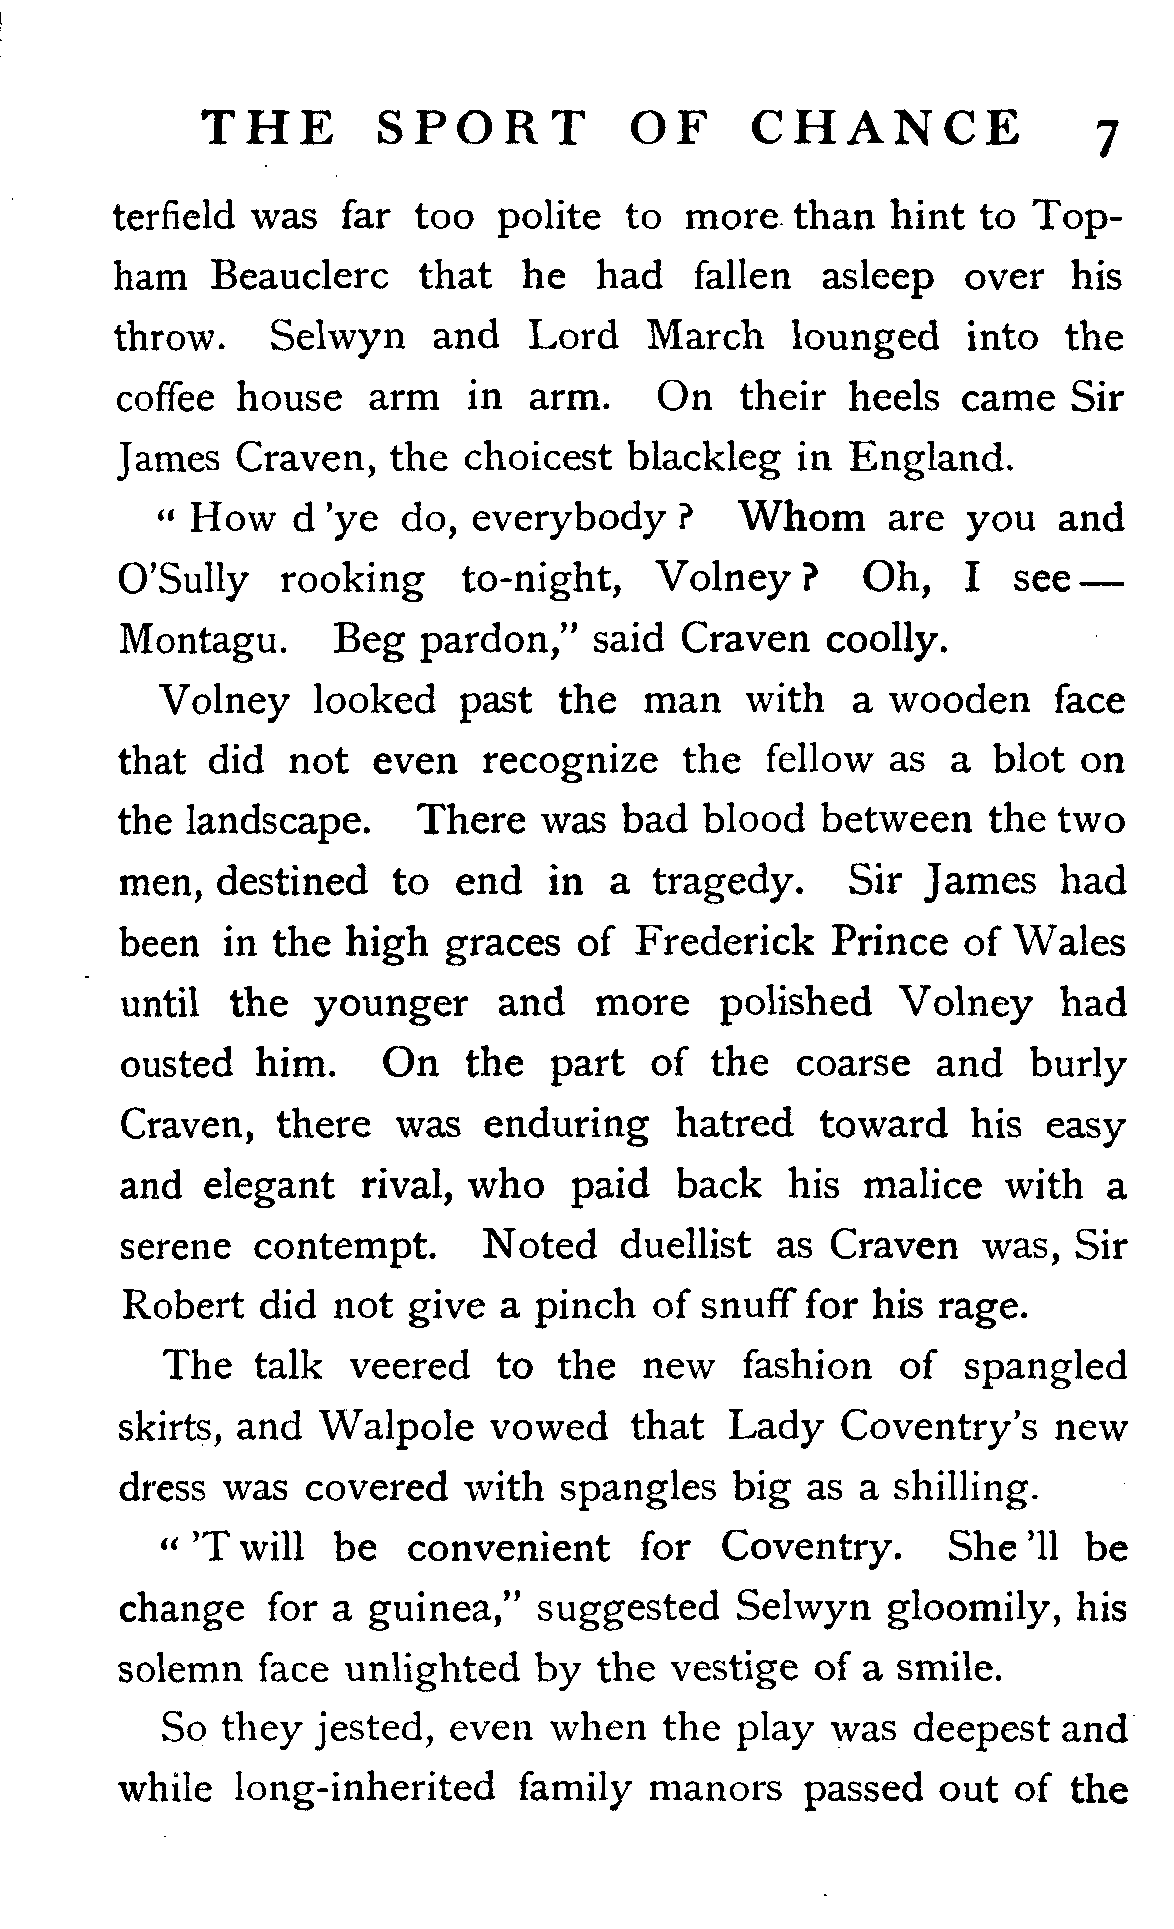 THE SPORT OF CHANCE 7
terfield was far too polite to more than hint to Top-
ham Beauclerc that he had fallen asleep over his
throw. Selwyn and Lord March lounged into the
coffee house arm in arm. On their heels came Sir
James Craven, the choicest blackleg in England.
" How d 'ye do, everybody ? Whom are you and
O'Sully rooking to-night, Volney ? Oh, I see —
Montagu. Beg pardon," said Craven coolly.
Volney looked past the man with a wooden face
that did not even recognize the fellow as a blot on
the landscape. There was bad blood between the two
men, destined to end in a tragedy. Sir James had
been in the high graces of Frederick Prince of Wales
until the younger and more polished Volney had
ousted him. On the part of the coarse and burly
Craven, there was enduring hatred toward his easy
and elegant rival, who paid back his malice with a
serene contempt. Noted duellist as Craven was, Sir
Robert did not give a pinch of snuff for his rage.
The talk veered to the new fashion of spangled
skirts, and Walpole vowed that Lady Coventry's new
dress was covered with spangles big as a shilling.
" 'T will be convenient for Coventry. She 'll be
change for a guinea," suggested Selwyn gloomily, his
solemn face unlighted by the vestige of a smile.
So they jested, even when the play was deepest and
while long-inherited family manors passed out of the